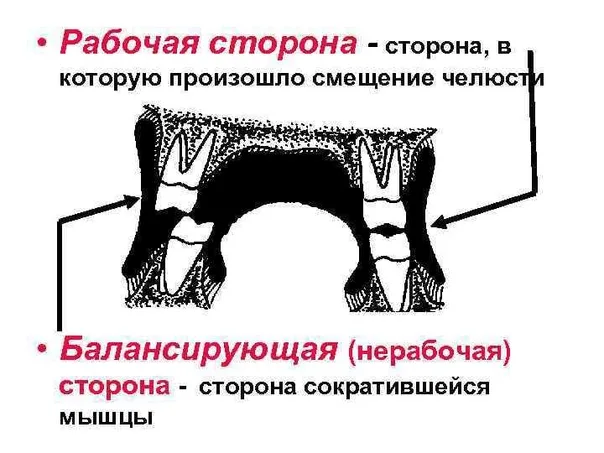 • Рабочая сторона - сторона, в
которую произошло смещение челюсти
• Балансирующая (нерабочая)
сторона - сторона сократившейся
мышцы